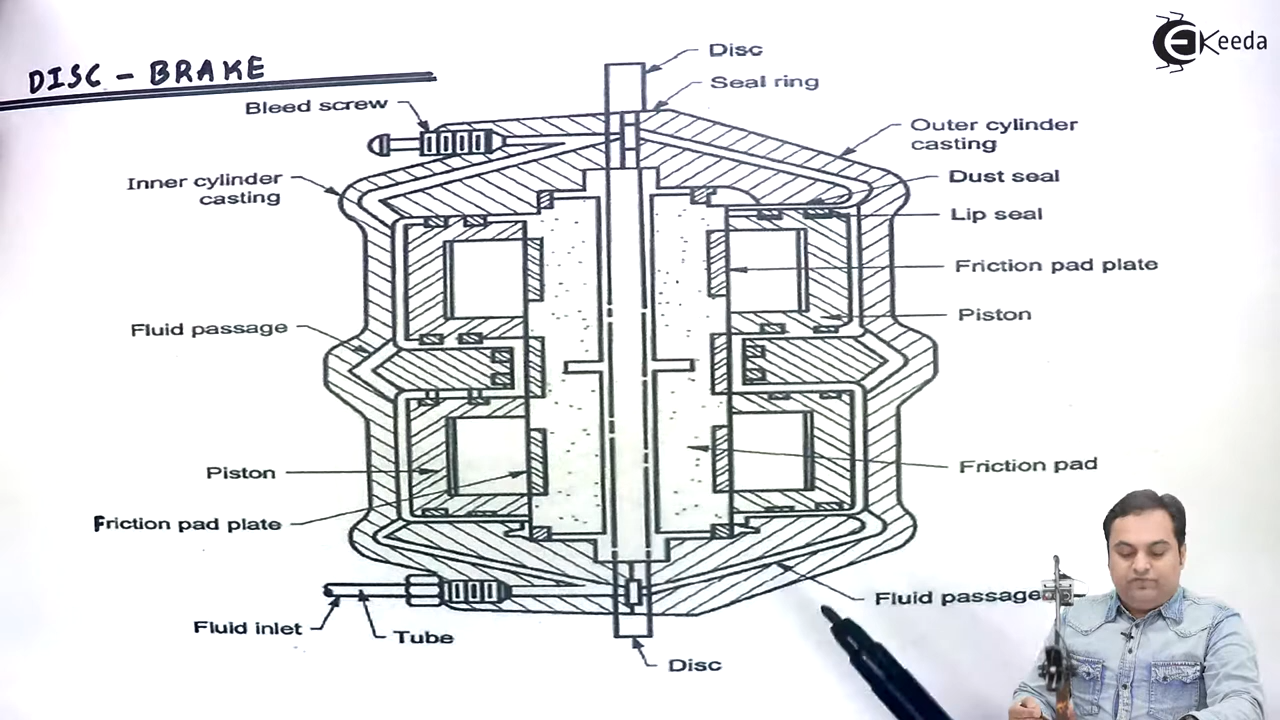 DISC - BRAKE
Keeda
Disc
Seal ring
Bleed screw
Outer cylinder
casting
Inner cylinder
casting
Dust seal
Lip seal
Friction pad plate
Piston
Fluid passage
Piston
Friction pad
Friction pad plate
Fluid passage
Fluid inlet
Tube
Disc